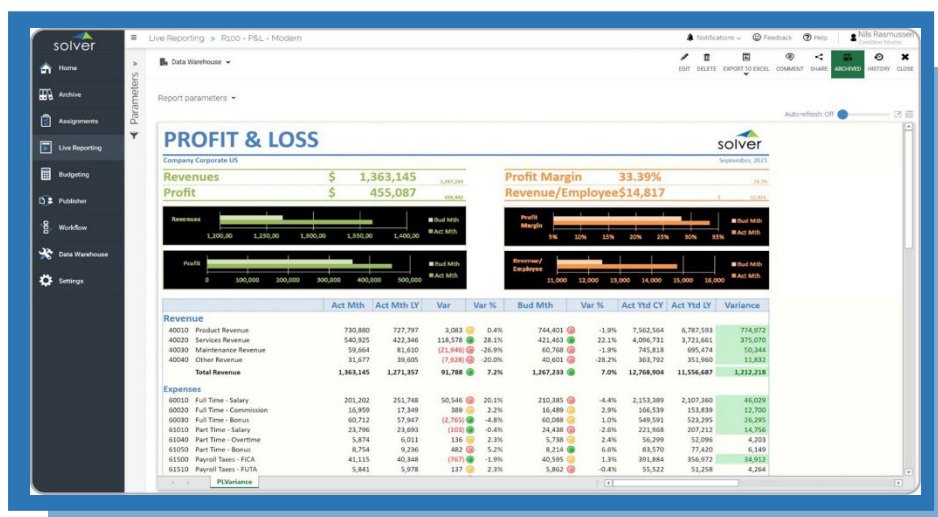 solver
Home
Archive
Assignments
Live Reporting
Budgeting
Publisher
Workflow
Data Warehouse
Settings
Live Reporting > R100 - P&L - Modern
Notifications
Feedback
Help
Nils Rasmussen
Data Warehouse
EDIT DELETE EXPORT TO EXCEL COMMENT SHARE ARCHIVED HISTORY CLOSE
Parameters
Report parameters
Auto-refresh: Off
PROFIT & LOSS
solver
Company Corporate US
September, 2021
Revenues $ 1,363,145 1,267,233
Profit $ 455,087
Profit Margin 33.39%
Revenue/Employee $14,817
Revenues
Bud Mth
Act Mth
1,200,00 1,250,00 1,300,00 1,350,00 1,400,00
Profit Margin
Bud Mth
Act Mth
5% 10% 15% 20% 25% 30% 35%
Profit
Bud Mth
Act Mth
0 100,000 200,000 300,000 400,000 500,000
Revenue/
Employee
Bud Mth
Act Mth
11,000 12,000 13,000 14,000 15,000 16,000
Act Mth Act Mth LY Var Var % Bud Mth Var % Act Ytd CY Act Ytd LY Variance
Revenue
40010 Product Revenue 730,880 727,797 3,083 0.4% 744,401 -1.9% 7,562,564 6,787,593 774,972
40020 Services Revenue 540,925 422,346 118,578 28.1% 421,463 22.1% 4,096,731 3,721,661 375,070
40030 Maintenance Revenue 59,664 81,610 (21,946) -26.9% 60,768 -1.9% 745,818 695,474 50,344
40040 Other Revenue 31,677 39,605 (7,928) -20.0% 40,601 -28.2% 363,792 351,960 11,832
Total Revenue 1,363,145 1,271,357 91,788 7.2% 1,267,233 7.0% 12,768,904 11,556,687 1,212,218
Expenses
60010 Full Time - Salary 201,202 251,748 50,546 20.1% 210,385 -4.4% 2,153,389 2,107,360 46,029
60020 Full Time - Commission 16,959 17,349 389 2.2% 16,489 2.9% 166,539 153,839 12,700
60030 Full Time - Bonus 60,712 57,947 (2,765) -4.8% 60,088 1.0% 549,591 523,295 26,295
61010 Part Time - Salary 23,796 23,693 (103) -0.4% 24,438 -2.6% 221,968 207,212 14,756
61040 Part Time - Overtime 5,874 6,011 136 2.3% 5,738 2.4% 56,299 52,096 4,203
61050 Part Time - Bonus 8,754 9,236 482 5.2% 8,214 6.6% 83,570 77,420 6,149
61500 Payroll Taxes - FICA 41,115 40,348 (767) -1.9% 40,595 1.3% 391,884 356,972 34,912
61510 Payroll Taxes - FUTA 5,841 5,978 137 2.3% 5,862 -0.4% 55,522 51,258 4,264
PLVariance